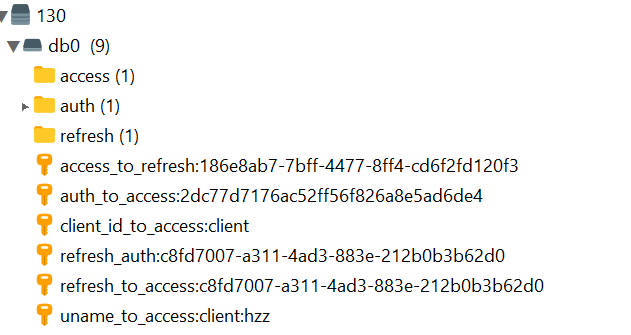 130
db0 (9)
access (1)
auth (1)
refresh (1)
access_to_refresh:186e8ab7-7bff-4477-8ff4-cd6f2fd120f3
auth_to_access:2dc77d7176ac52ff56f826a8e5ad6de4
client_id_to_access:client
refresh_auth:c8fd7007-a311-4ad3-883e-212b0b3b62d0
refresh_to_access:c8fd7007-a311-4ad3-883e-212b0b3b62d0
uname_to_access:client:hzz